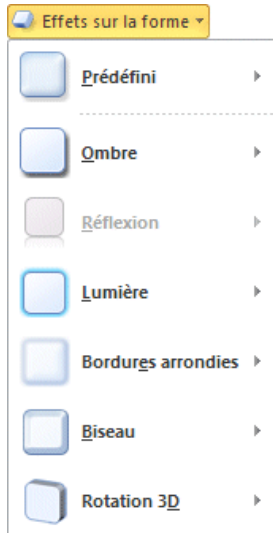 Effets sur la forme
Prédéfini
Ombre
Réflexion
Lumière
Bordures arrondies
Biseau
Rotation 3D